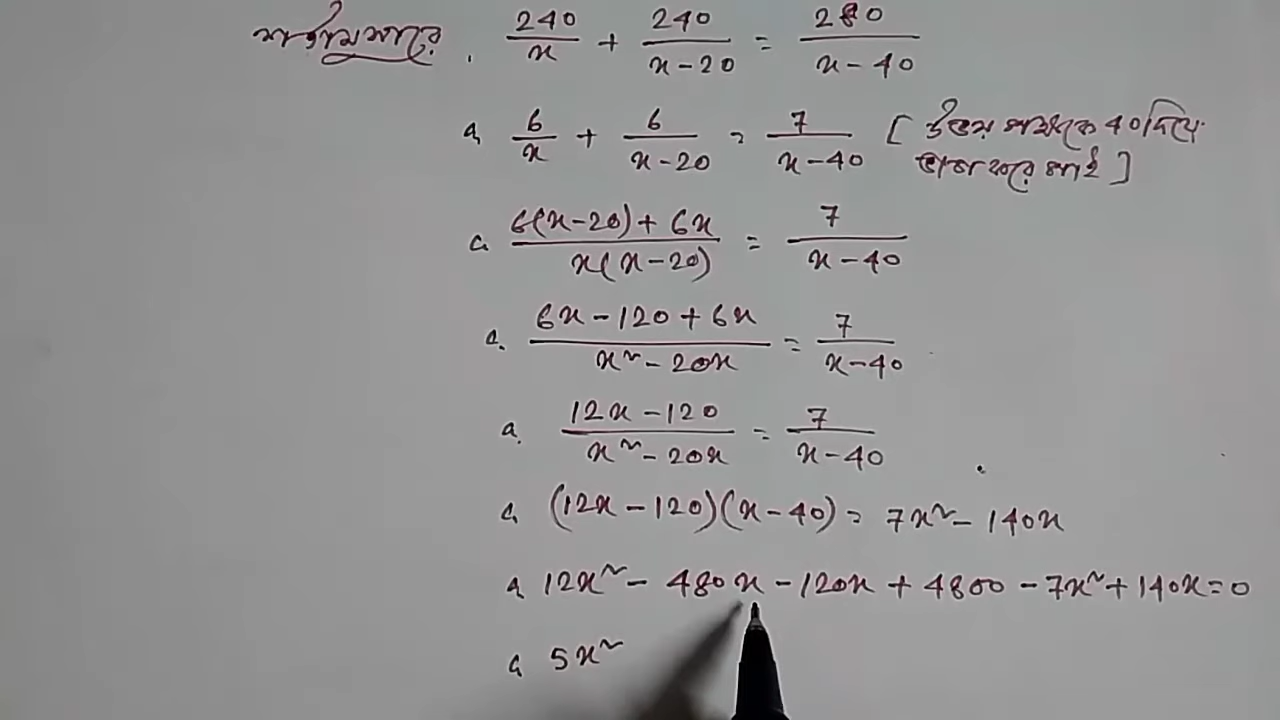 শর্তানুসারে, 240/x + 240/(x-20) = 280/(x-40)
বা, 6/x + 6/(x-20) = 7/(x-40) [ উভয় পক্ষকে 40 দিয়ে
ভাগ করে পাই ]
বা, (6(x-20) + 6x)/(x(x-20)) = 7/(x-40)
বা, (6x - 120 + 6x)/(x² - 20x) = 7/(x-40)
বা, (12x - 120)/(x² - 20x) = 7/(x-40)
বা, (12x - 120)(x - 40) = 7x² - 140x
বা, 12x² - 480x - 120x + 4800 - 7x² + 140x = 0
বা, 5x²